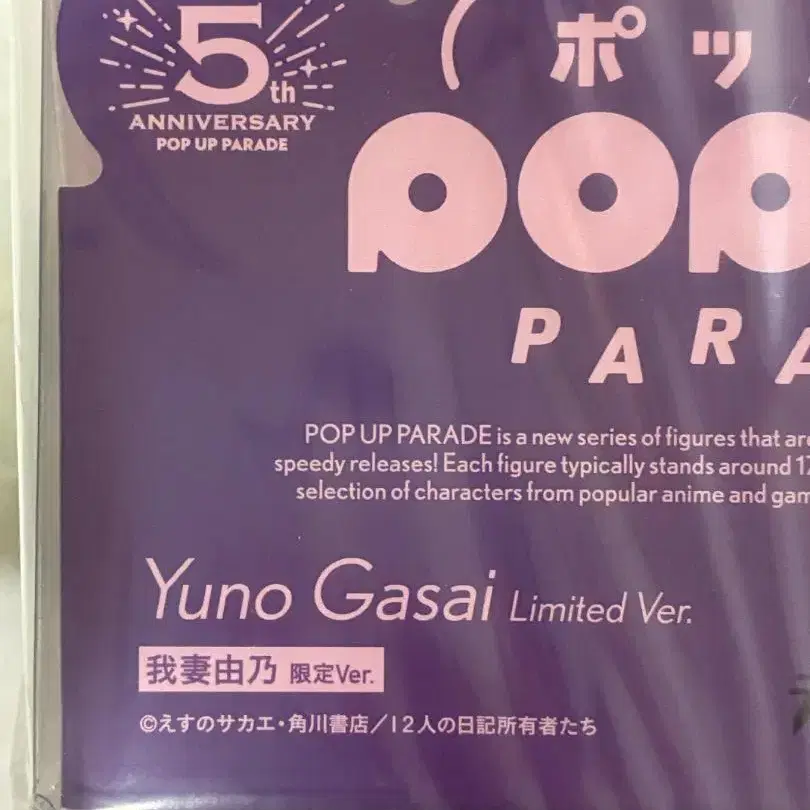 5th
ANNIVERSARY
POP UP PARADE
(ポッ
POP
PARA
POP UP PARADE is a new series of figures that are
speedy releases! Each figure typically stands around 17
selection of characters from popular anime and gam
Yuno Gasai Limited Ver.
我妻由乃 限定Ver.
©えすのサカエ・角川書店/12人の日記所有者たち